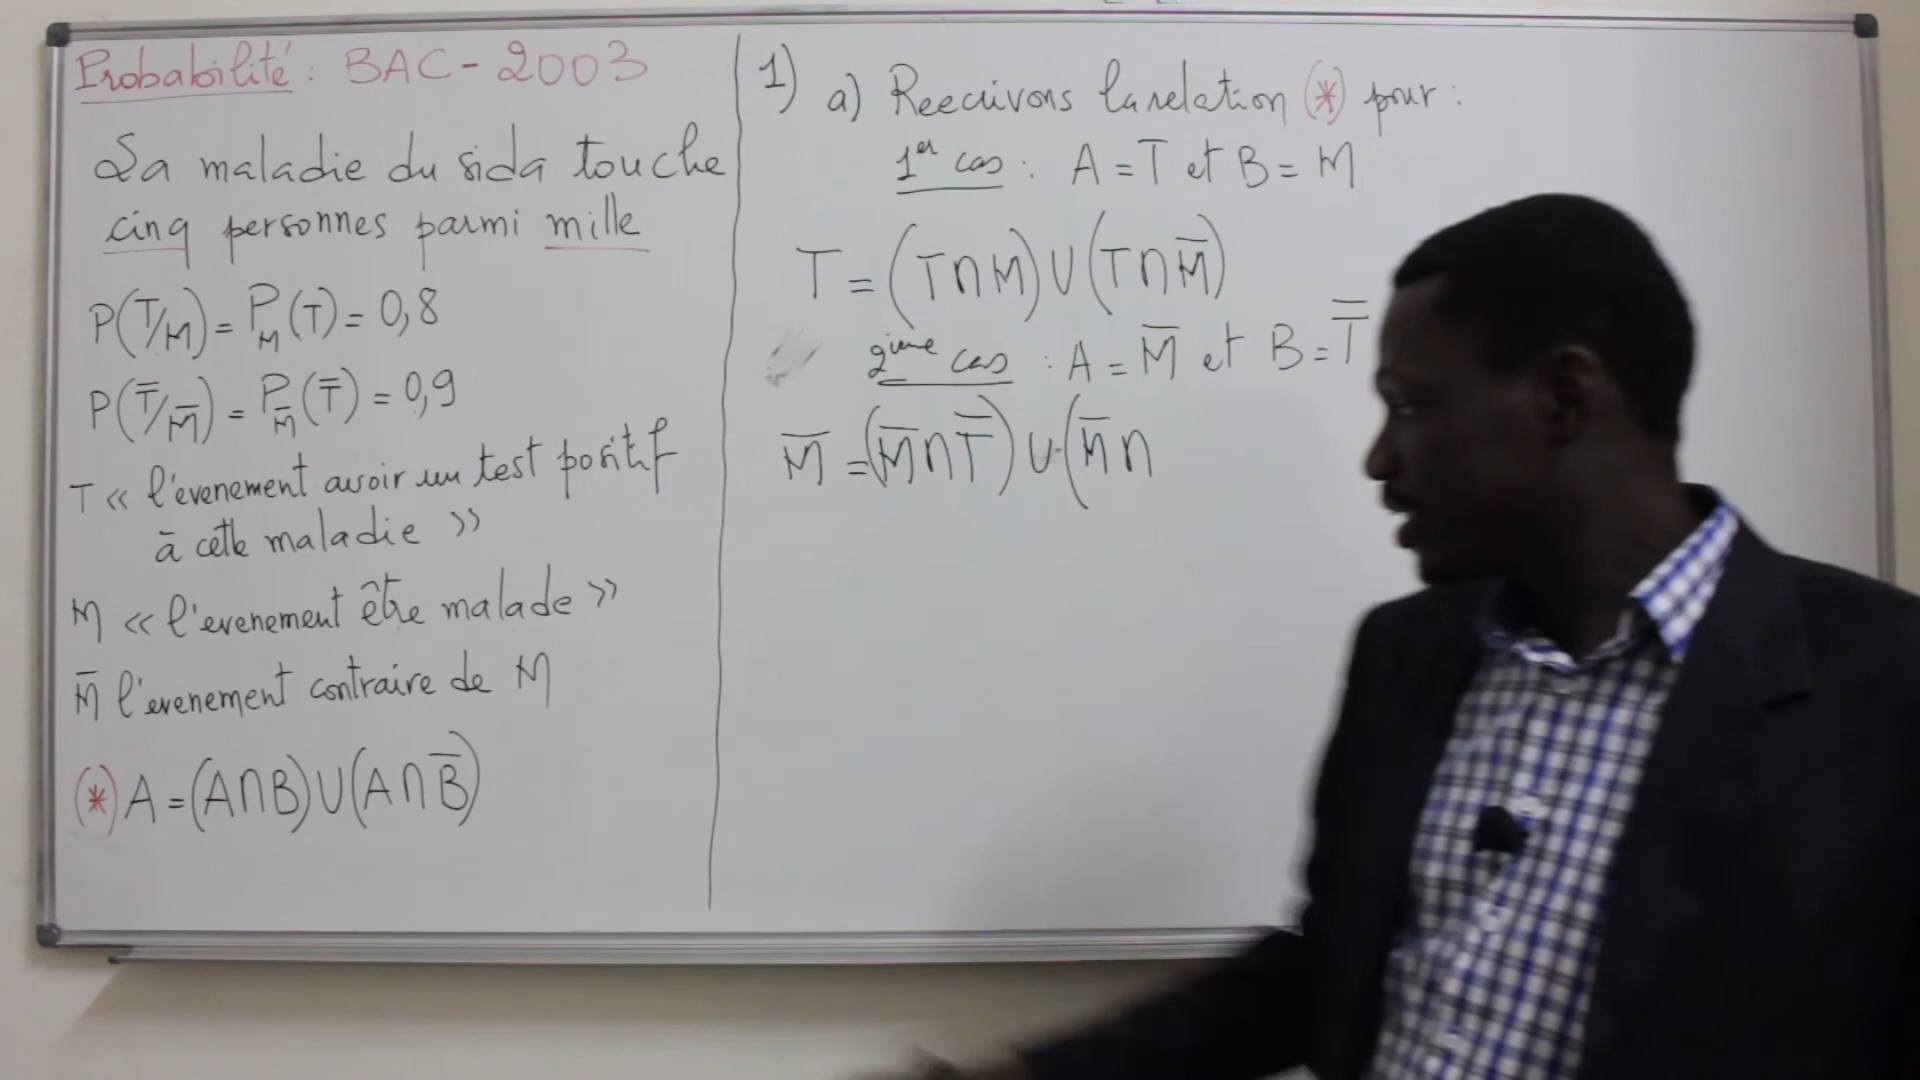 Probabilité : BAC - 2003
La maladie du sida touche
cinq personnes parmi mille
P(T/M) = P_M(T) = 0,8
P(T̅/M̅) = P_M̅(T̅) = 0,9
T << l'évenement avoir un test positif
à cette maladie >>
M << l'evenement être malade >>
M̅ l'evenement contraire de M
(*) A = (A∩B)∪(A∩B̅)
1) a) Reecrivons la relation (*) pour :
1er cas : A = T et B = M
T = (T∩M)∪(T∩M̅)
2ieme cas : A = M̅ et B = T̿
M̅ = (M̅∩T̅)∪(M̅∩